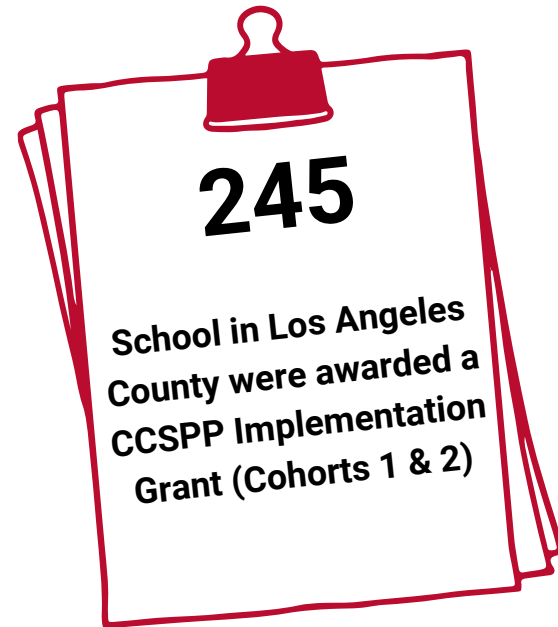 245
School in Los Angeles
County were awarded a
CCSPP Implementation
Grant (Cohorts 1 & 2)